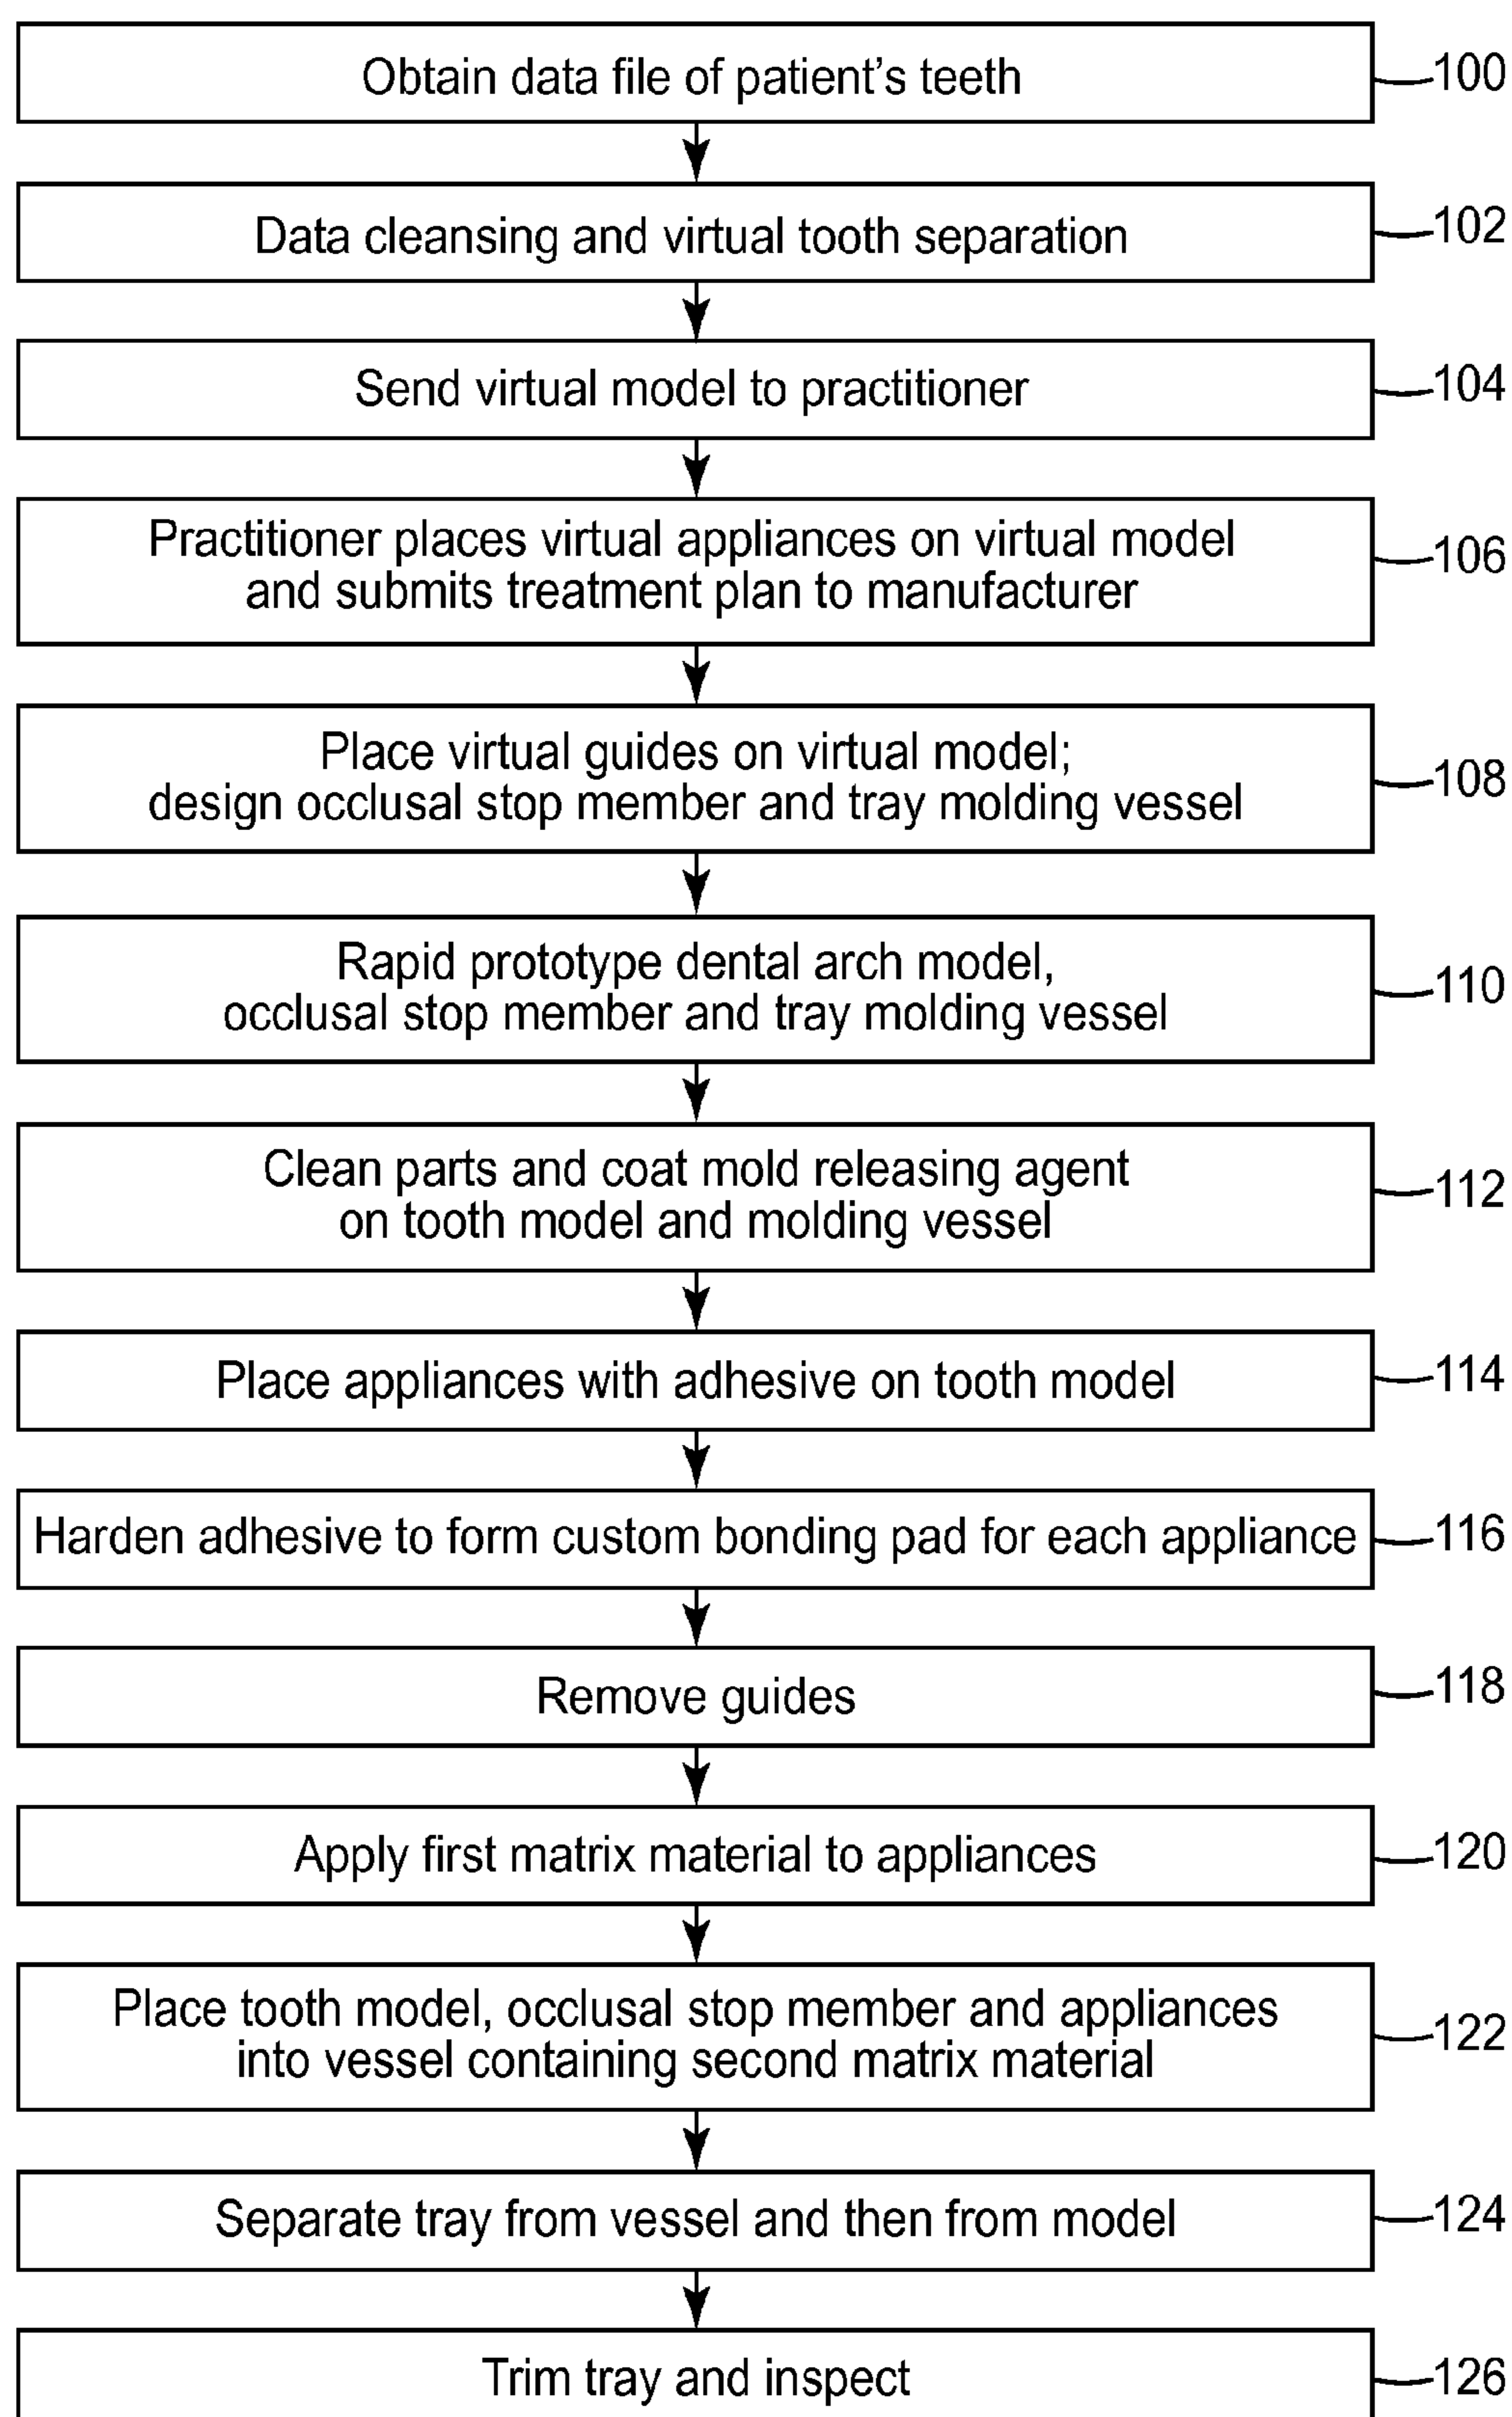 Obtain data file of patient's teeth
100
Data cleansing and virtual tooth separation
102
Send virtual model to practitioner
104
Practitioner places virtual appliances on virtual model
and submits treatment plan to manufacturer
106
Place virtual guides on virtual model;
design occlusal stop member and tray molding vessel
108
Rapid prototype dental arch model,
occlusal stop member and tray molding vessel
110
Clean parts and coat mold releasing agent
on tooth model and molding vessel
112
Place appliances with adhesive on tooth model
114
Harden adhesive to form custom bonding pad for each appliance
116
Remove guides
118
Apply first matrix material to appliances
120
Place tooth model, occlusal stop member and appliances
into vessel containing second matrix material
122
Separate tray from vessel and then from model
124
Trim tray and inspect
126